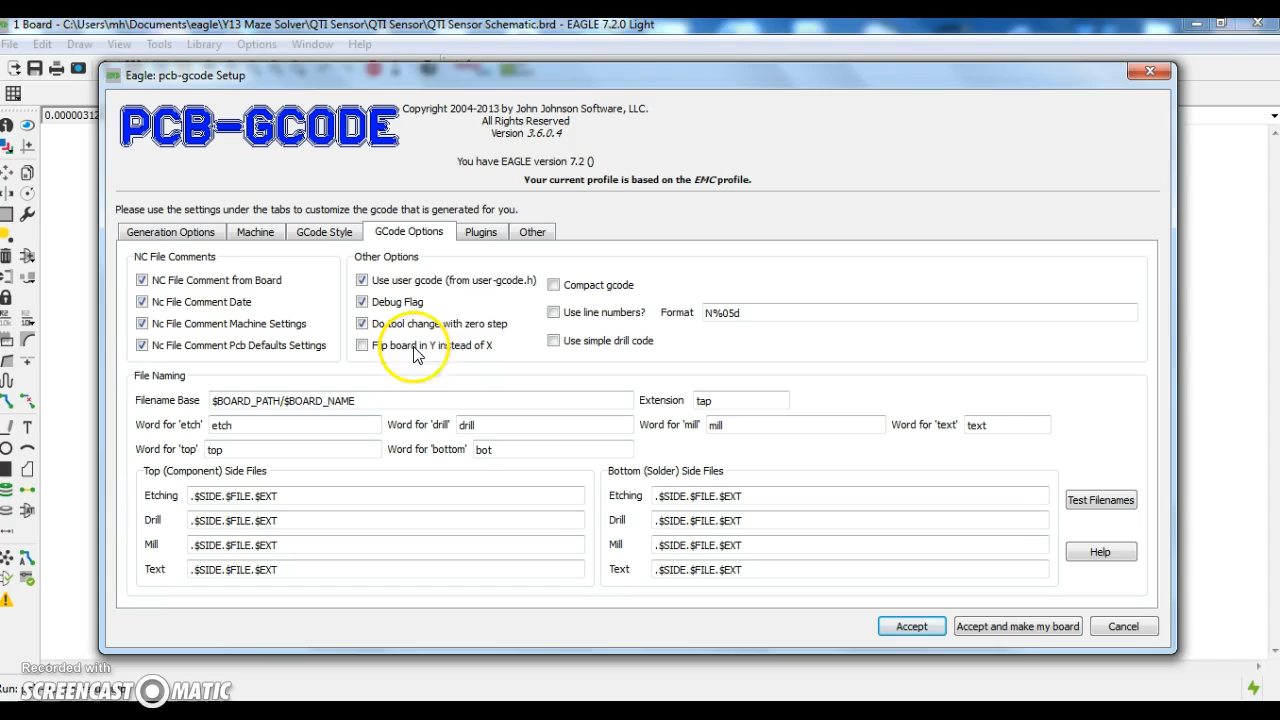 1 Board - C:\Users\mh\Documents\eagle\Y13 Maze Solver\QTI Sensor\QTI Sensor\QTI Sensor Schematic.brd - EAGLE 7.2.0 Light
File Edit Draw View Tools Library Options Window Help
Eagle: pcb-gcode Setup
0.00000312
PCB-GCODE
Copyright 2004-2013 by John Johnson Software, LLC.
All Rights Reserved
Version 3.6.0.4
You have EAGLE version 7.2 ()
Your current profile is based on the EMC profile.
Please use the settings under the tabs to customize the gcode that is generated for you.
Generation Options Machine GCode Style GCode Options Plugins Other
NC File Comments
NC File Comment from Board
Nc File Comment Date
Nc File Comment Machine Settings
Nc File Comment Pcb Defaults Settings
Other Options
Use user gcode (from user-gcode.h)
Debug Flag
Do tool change with zero step
Flip board in Y instead of X
Compact gcode
Use line numbers? Format N%05d
Use simple drill code
File Naming
Filename Base $BOARD_PATH/$BOARD_NAME Extension tap
Word for 'etch' etch Word for 'drill' drill Word for 'mill' mill Word for 'text' text
Word for 'top' top Word for 'bottom' bot
Top (Component) Side Files
Etching .$SIDE.$FILE.$EXT
Drill .$SIDE.$FILE.$EXT
Mill .$SIDE.$FILE.$EXT
Text .$SIDE.$FILE.$EXT
Bottom (Solder) Side Files
Etching .$SIDE.$FILE.$EXT
Drill .$SIDE.$FILE.$EXT
Mill .$SIDE.$FILE.$EXT
Text .$SIDE.$FILE.$EXT
Test Filenames
Help
Accept Accept and make my board Cancel
Recorded with
SCREENCAST MATIC